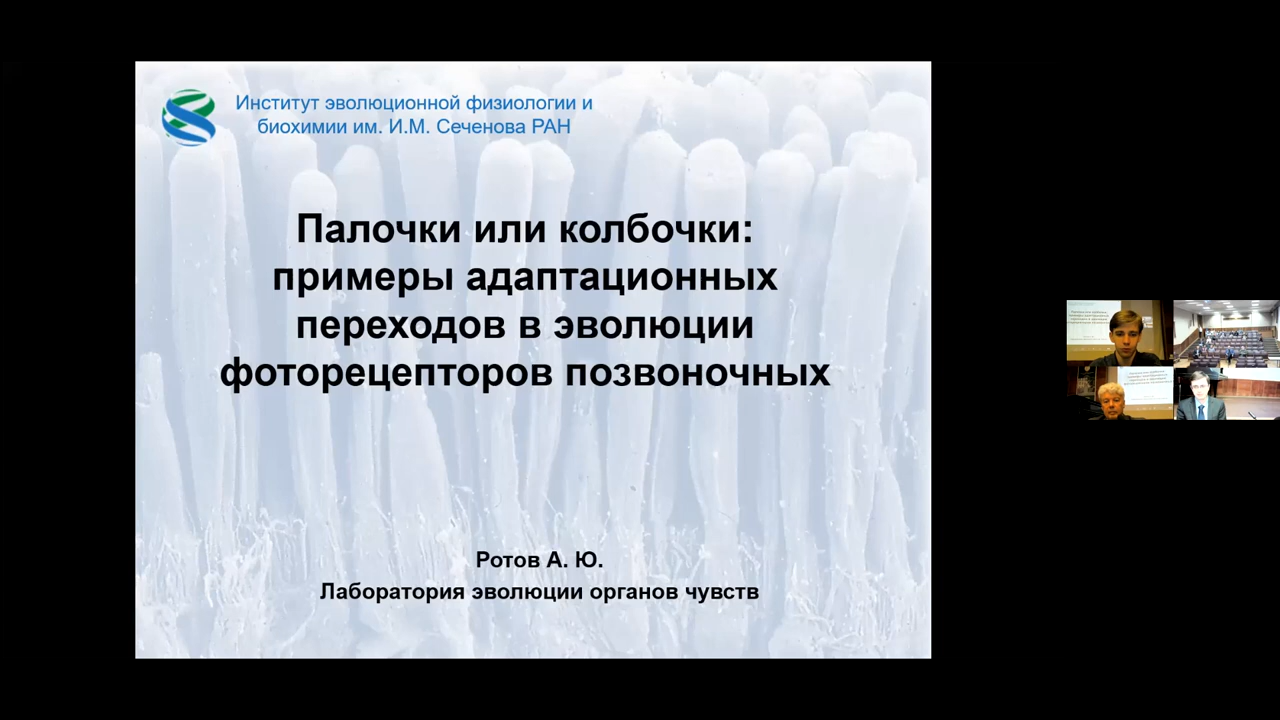 Институт эволюционной физиологии и
биохимии им. И.М. Сеченова РАН
Палочки или колбочки:
примеры адаптационных
переходов в эволюции
фоторецепторов позвоночных
Ротов А. Ю.
Лаборатория эволюции органов чувств